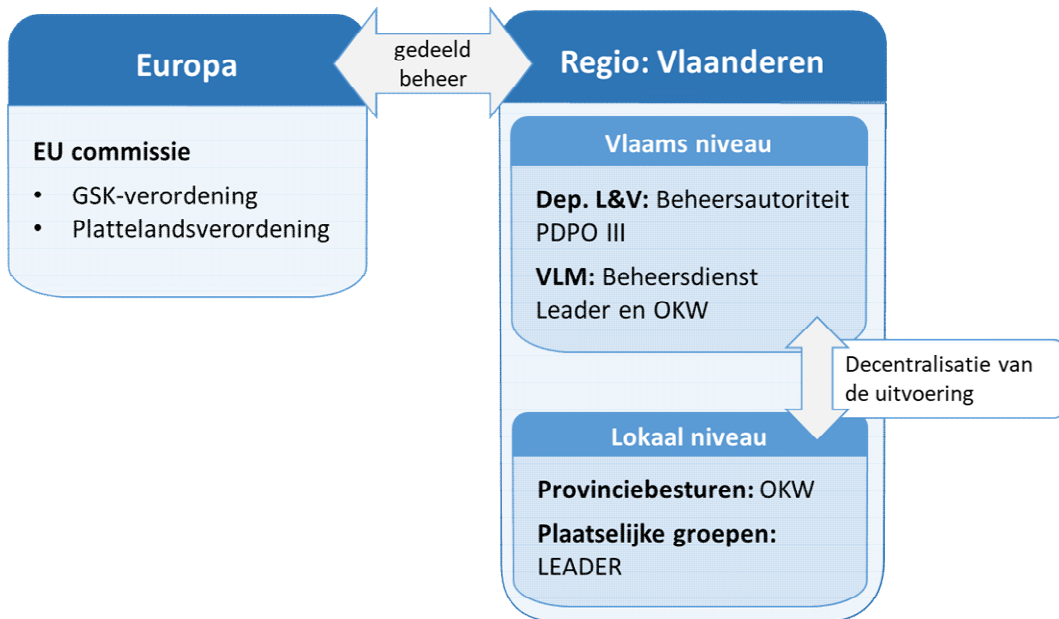 Europa
gedeeld
beheer
Regio: Vlaanderen
EU commissie
• GSK-verordening
• Plattelandsverordening
Vlaams niveau
Dep. L&V: Beheersautoriteit
PDPO III
VLM: Beheersdienst
Leader en OKW
Decentralisatie van
de uitvoering
Lokaal niveau
Provinciebesturen: OKW
Plaatselijke groepen:
LEADER